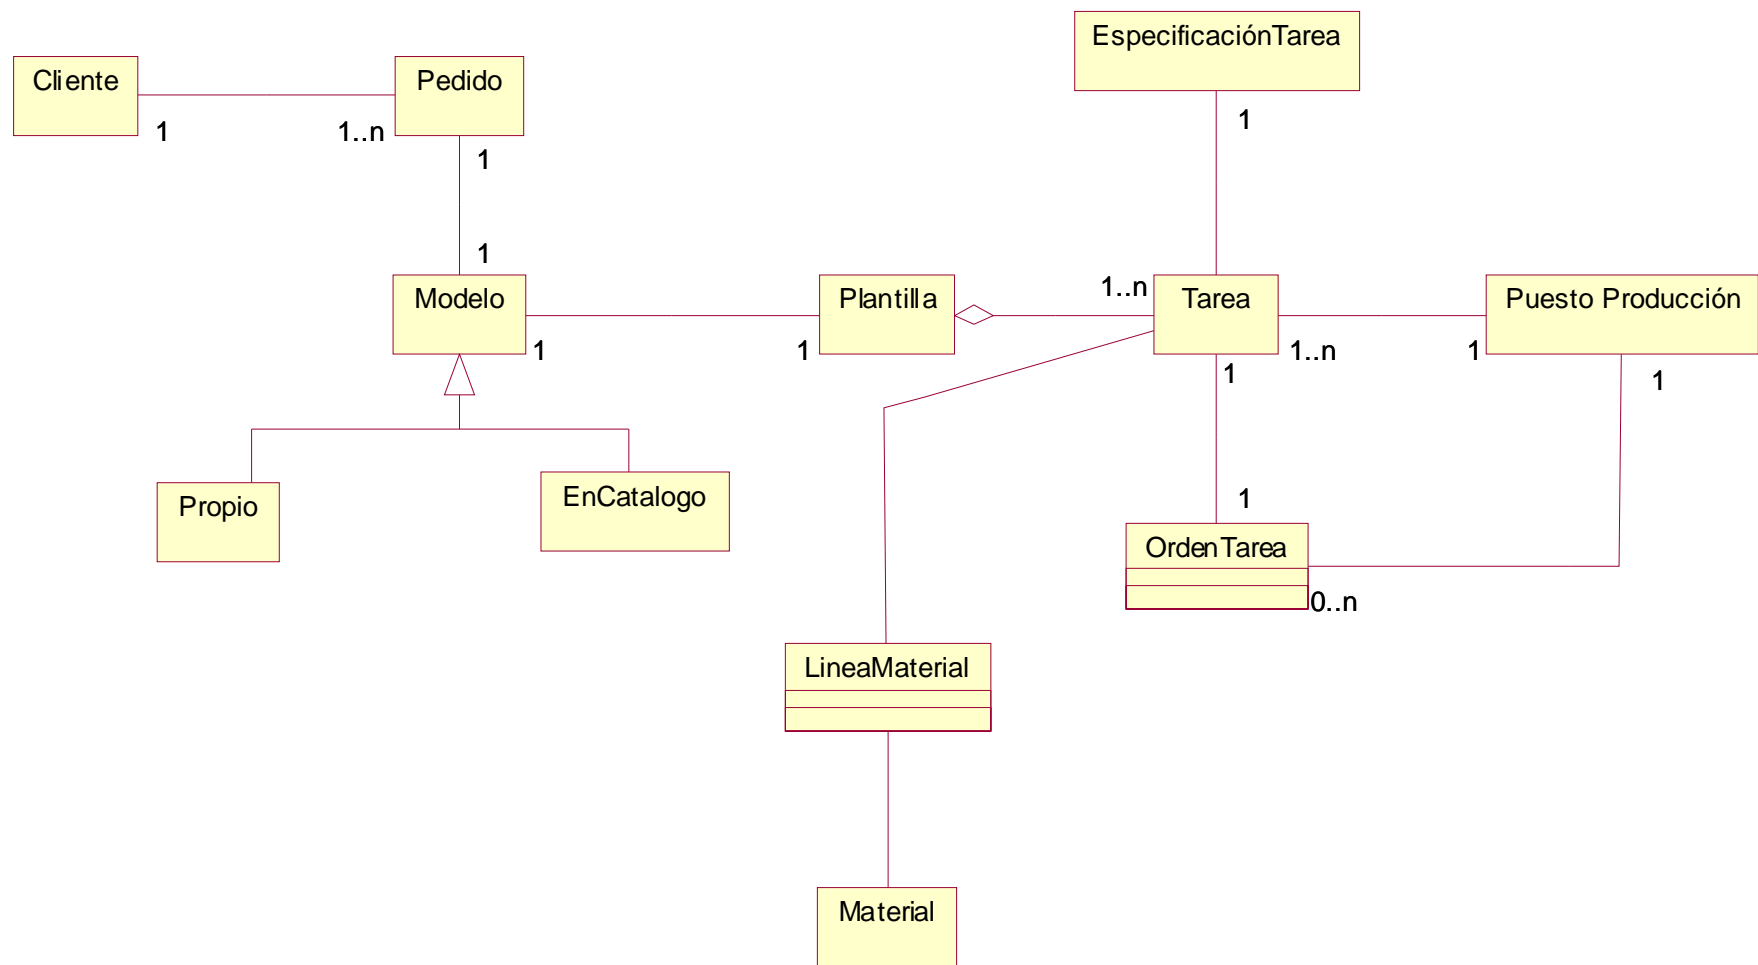 EspecificaciónTarea
Cliente
Pedido
1
1
1..n
1
1
1..n
Modelo
Plantilla
Tarea
Puesto Producción
1
1
1..n
1
1
1
Propio
EnCatalogo
1
OrdenTarea
0..n
LineaMaterial
Material